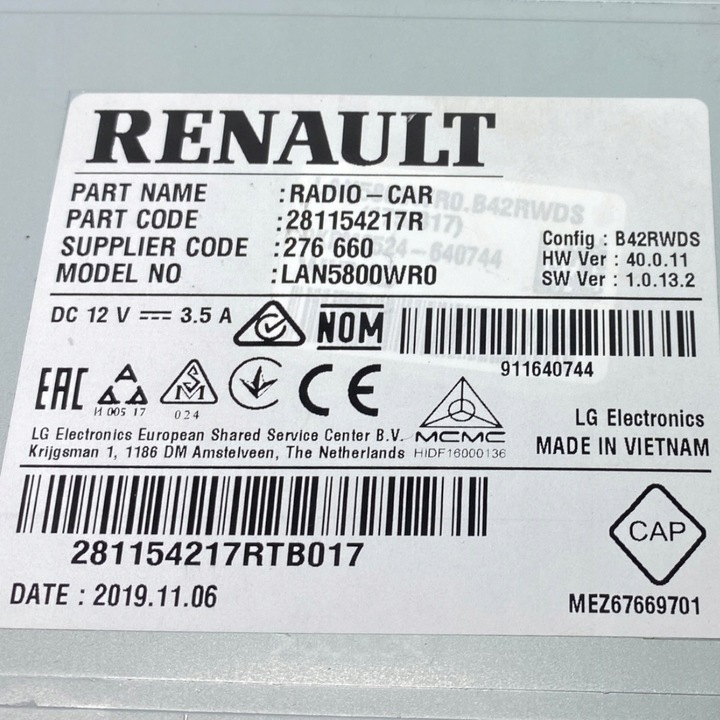 RENAULT
PART NAME : RADIO-CAR
PART CODE : 281154217R
SUPPLIER CODE : 276 660
MODEL NO : LAN5800WR0
Config : B42RWDS
HW Ver : 40.0.11
SW Ver : 1.0.13.2
DC 12 V 3.5 A
NOM
911640744
EAC
И 005 17
024
CE
MCMC
HIDF16000136
LG Electronics
MADE IN VIETNAM
LG Electronics European Shared Service Center B.V.
Krijgsman 1, 1186 DM Amstelveen, The Netherlands
281154217RTB017
CAP
DATE : 2019.11.06
MEZ67669701